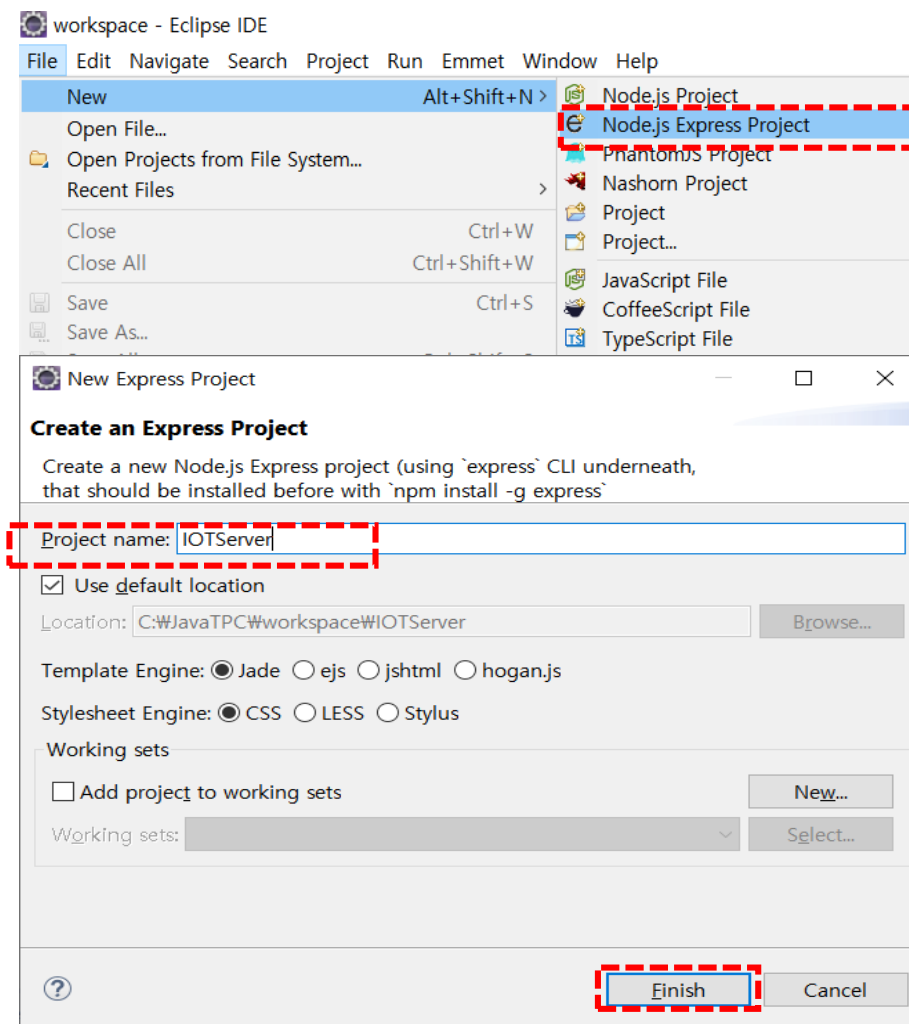 workspace - Eclipse IDE
File Edit Navigate Search Project Run Emmet Window Help
New Alt+Shift+N >
Open File...
Open Projects from File System...
Recent Files >
Close Ctrl+W
Close All Ctrl+Shift+W
Save Ctrl+S
Save As...
Node.js Project
Node.js Express Project
PhantomJS Project
Nashorn Project
Project
Project...
JavaScript File
CoffeeScript File
TypeScript File
New Express Project
Create an Express Project
Create a new Node.js Express project (using `express` CLI underneath,
that should be installed before with `npm install -g express`
Project name: IOTServer
Use default location
Location: C:₩JavaTPC₩workspace₩IOTServer Browse...
Template Engine: Jade ejs jshtml hogan.js
Stylesheet Engine: CSS LESS Stylus
Working sets
Add project to working sets New...
Working sets: Select...
? Finish Cancel